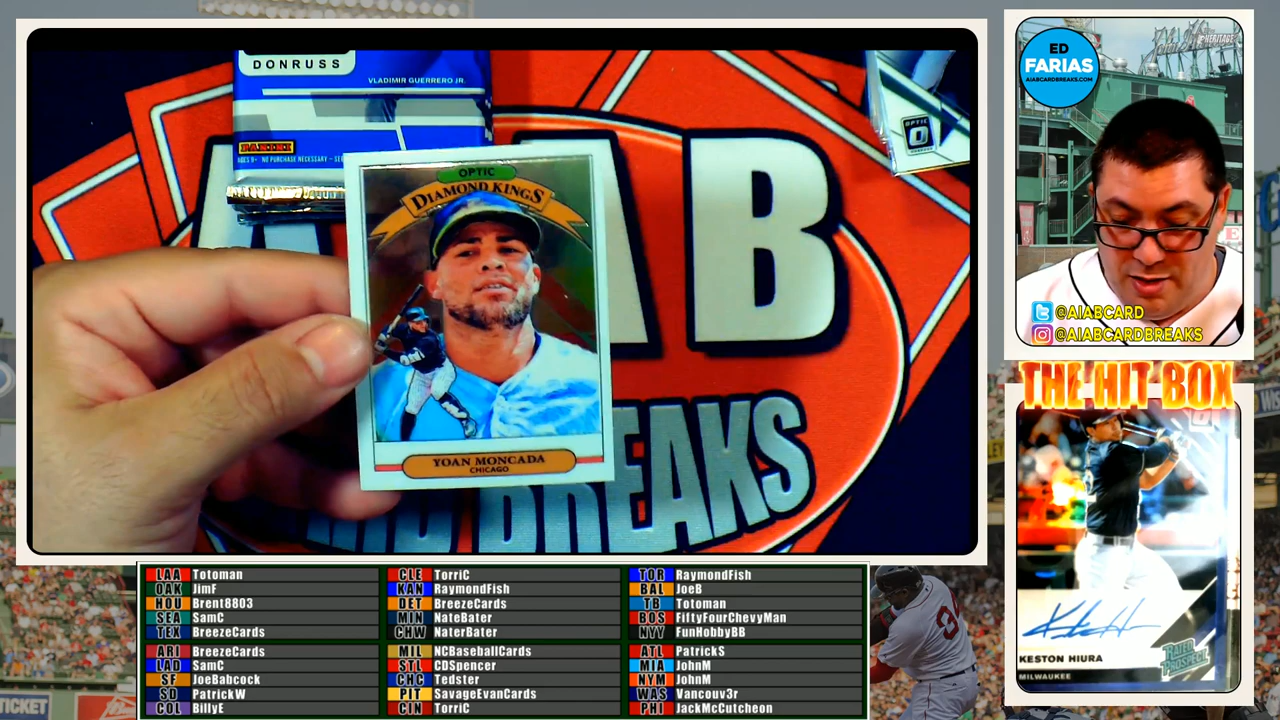 DONRUSS
VLADIMIR GUERRERO JR.
PANINI
OPTIC
OPTIC
DIAMOND KINGS
YOAN MONCADA
CHICAGO
A B
BREAKS
ED
FARIAS
AIABCARDBREAKS.COM
@AIABCARD
@AIABCARDBREAKS
THE HIT BOX
KESTON HIURA
MILWAUKEE
RATED
PROSPECT
LAA Totoman
OAK JimF
HOU Brent8803
SEA SamC
TEX BreezeCards
ARI BreezeCards
LAD SamC
SF JoeBabcock
SD PatrickW
COL BillyE
CLE TorriC
KAN RaymondFish
DET BreezeCards
MIN NateBater
CHW NaterBater
MIL NCBaseballCards
STL CDSpencer
CHC Tedster
PIT SavageEvanCards
CIN TorriC
TOR RaymondFish
BAL JoeB
TB Totoman
BOS FiftyFourChevyMan
NYY FunHobbyBB
ATL PatrickS
MIA JohnM
NYM JohnM
WAS Vancouv3r
PHI JackMcCutcheon
34
TICKET